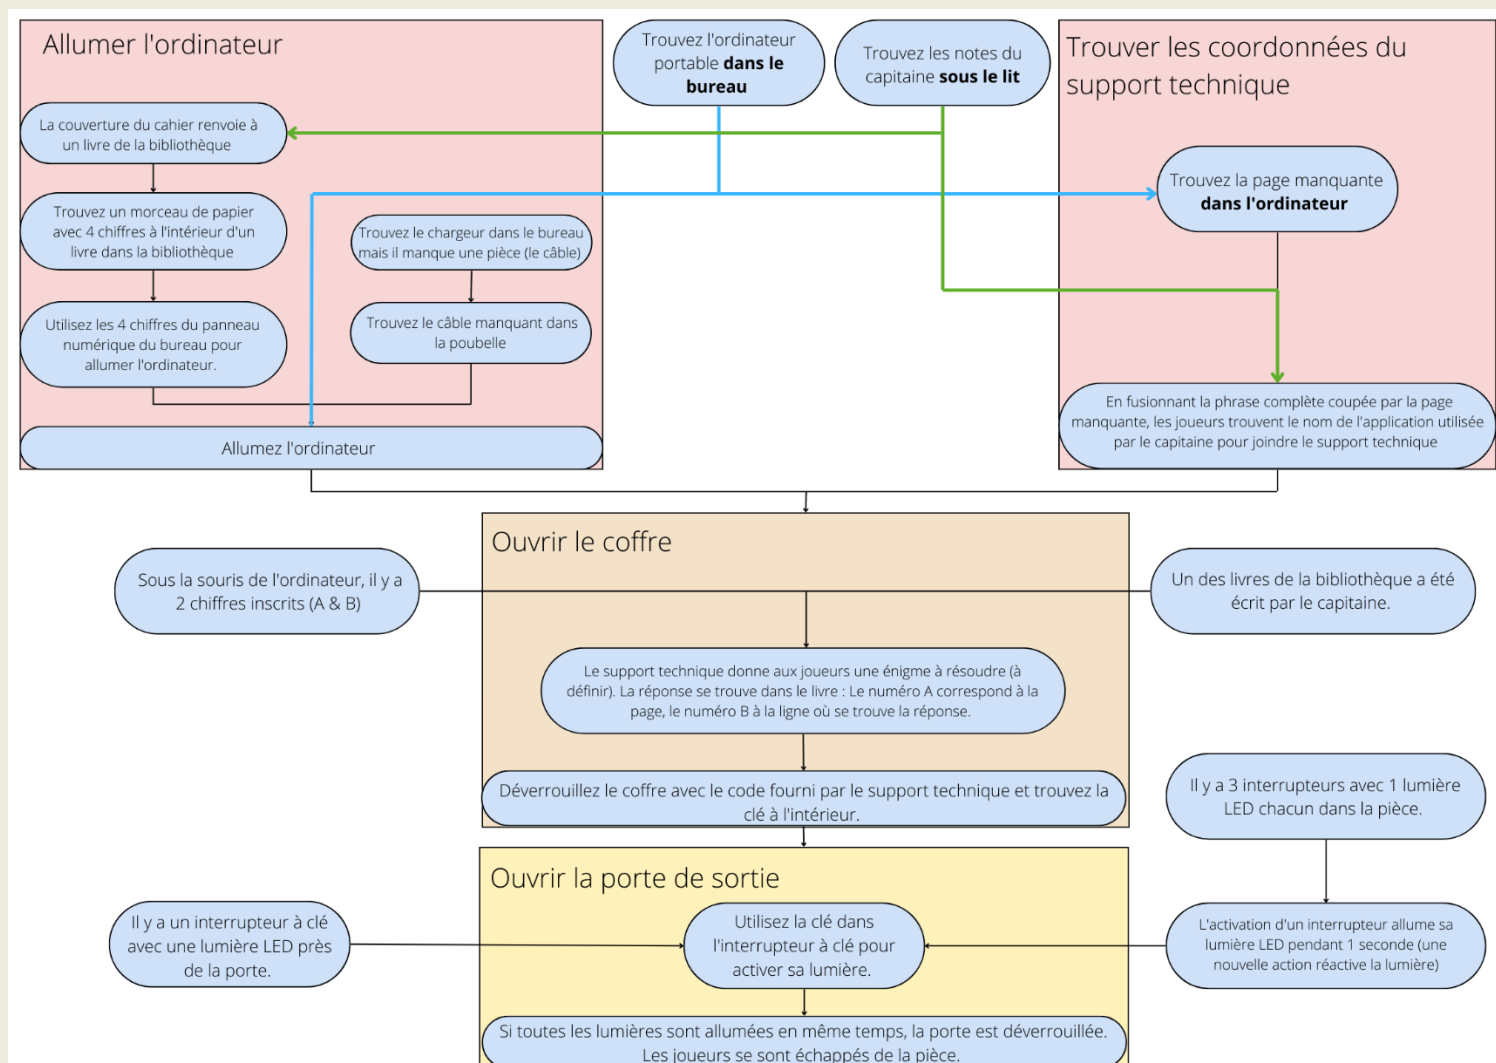 Allumer l'ordinateur
Trouvez l'ordinateur
portable dans le
bureau
Trouvez les notes du
capitaine sous le lit
Trouver les coordonnées du
support technique
La couverture du cahier renvoie à
un livre de la bibliothèque
Trouvez un morceau de papier
avec 4 chiffres à l'intérieur d'un
livre dans la bibliothèque
Utilisez les 4 chiffres du panneau
numérique du bureau pour
allumer l'ordinateur.
Trouvez le chargeur dans le bureau
mais il manque une pièce (le câble)
Trouvez le câble manquant dans
la poubelle
Allumez l'ordinateur
Trouvez la page manquante
dans l'ordinateur
En fusionnant la phrase complète coupée par la page
manquante, les joueurs trouvent le nom de l'application utilisée
par le capitaine pour joindre le support technique
Ouvrir le coffre
Sous la souris de l'ordinateur, il y a
2 chiffres inscrits (A & B)
Un des livres de la bibliothèque a été
écrit par le capitaine.
Le support technique donne aux joueurs une énigme à résoudre (à
définir). La réponse se trouve dans le livre : Le numéro A correspond à la
page, le numéro B à la ligne où se trouve la réponse.
Déverrouillez le coffre avec le code fourni par le support technique et trouvez la
clé à l'intérieur.
Il y a 3 interrupteurs avec 1 lumière
LED chacun dans la pièce.
Ouvrir la porte de sortie
Il y a un interrupteur à clé
avec une lumière LED près
de la porte.
Utilisez la clé dans
l'interrupteur à clé pour
activer sa lumière.
L'activation d'un interrupteur allume sa
lumière LED pendant 1 seconde (une
nouvelle action réactive la lumière)
Si toutes les lumières sont allumées en même temps, la porte est déverrouillée.
Les joueurs se sont échappés de la pièce.